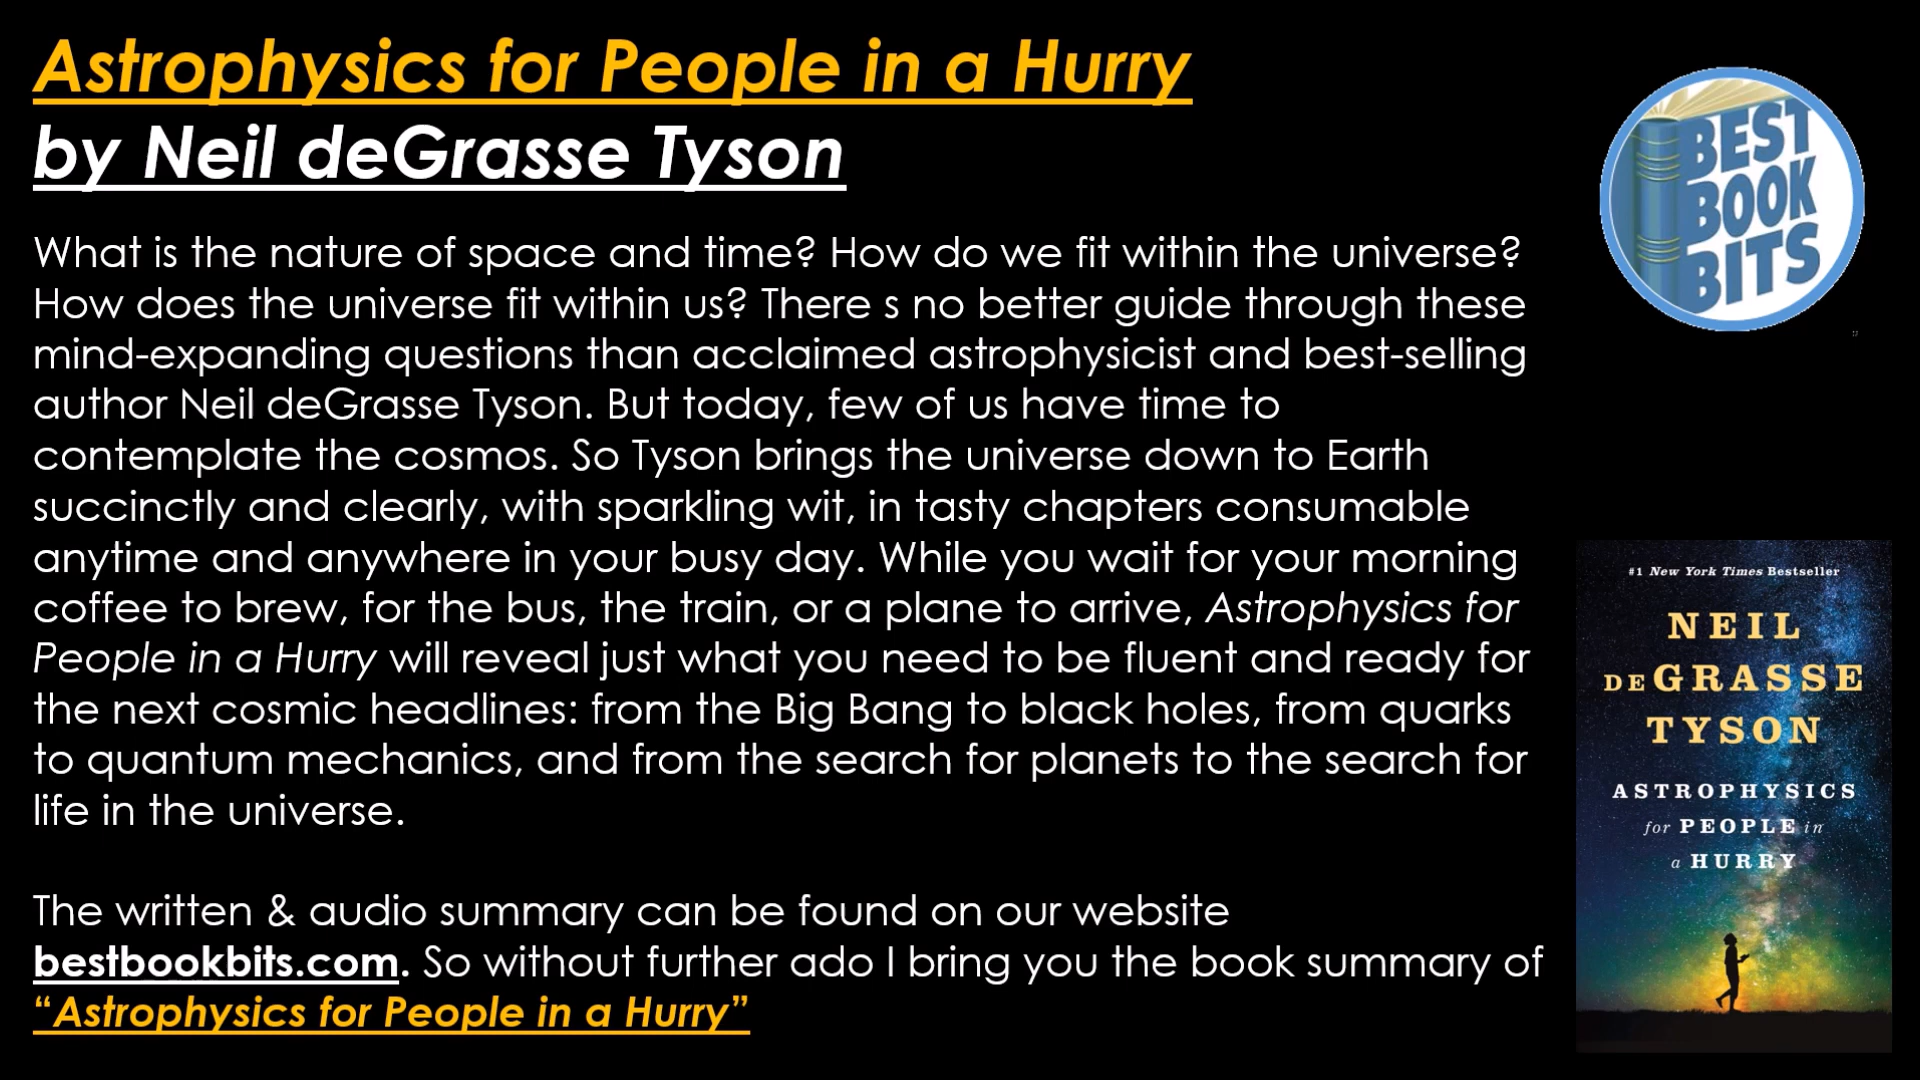 Astrophysics for People in a Hurry
by Neil deGrasse Tyson
What is the nature of space and time? How do we fit within the universe?
How does the universe fit within us? There s no better guide through these
mind-expanding questions than acclaimed astrophysicist and best-selling
author Neil deGrasse Tyson. But today, few of us have time to
contemplate the cosmos. So Tyson brings the universe down to Earth
succinctly and clearly, with sparkling wit, in tasty chapters consumable
anytime and anywhere in your busy day. While you wait for your morning
coffee to brew, for the bus, the train, or a plane to arrive, Astrophysics for
People in a Hurry will reveal just what you need to be fluent and ready for
the next cosmic headlines: from the Big Bang to black holes, from quarks
to quantum mechanics, and from the search for planets to the search for
life in the universe.
The written & audio summary can be found on our website
bestbookbits.com. So without further ado I bring you the book summary of
“Astrophysics for People in a Hurry”
BEST
BOOK
BITS
#1 New York Times Bestseller
NEIL
DEGRASSE
TYSON
ASTROPHYSICS
for PEOPLE in
a HURRY